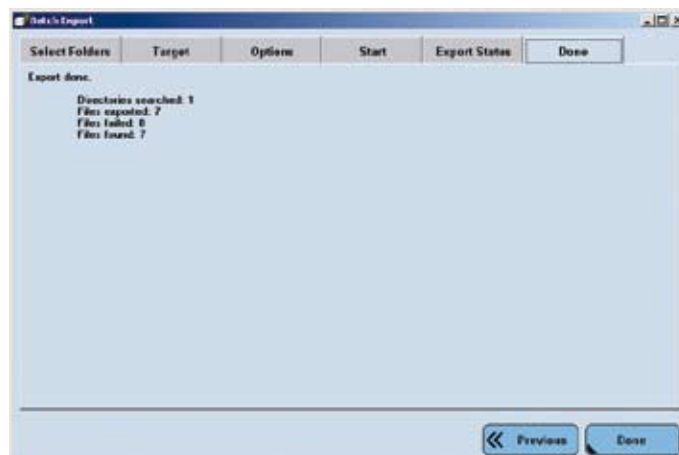 Batch Export
Select Folders Target Options Start Export Status Done
Export done.
Directories searched: 1
Files exported: 7
Files failed: 0
Files found: 7
Previous Done